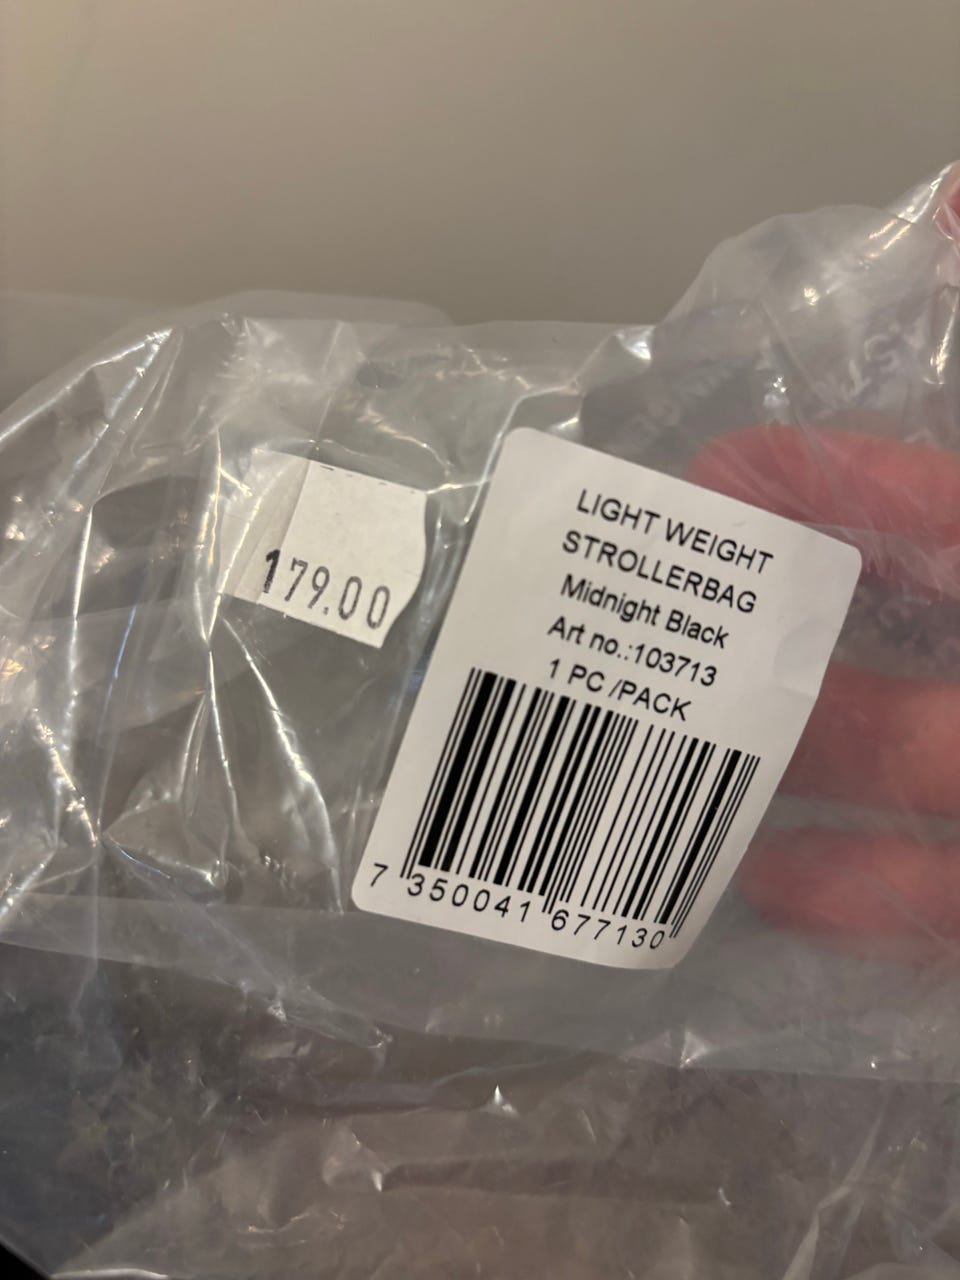 179.00
LIGHT WEIGHT
STROLLERBAG
Midnight Black
Art no.:103713
1 PC /PACK
7 350041 677130